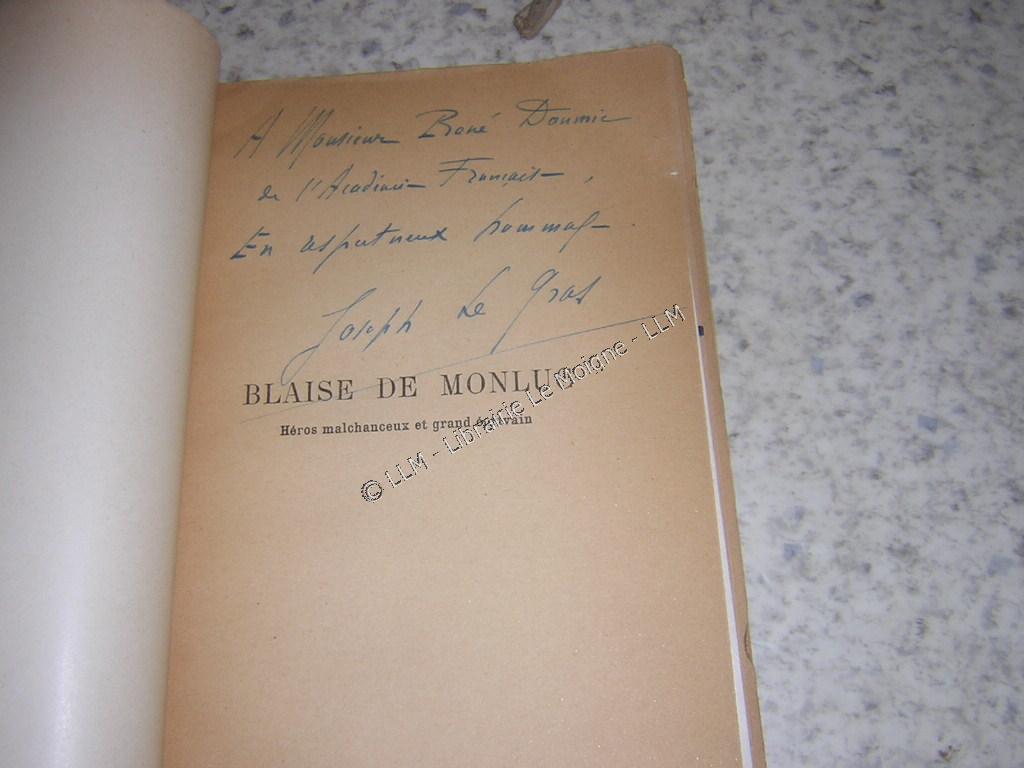 A Monsieur René Doumic
de l'Académie Française,
En respectueux hommage
Joseph Le Gras
BLAISE DE MONLUC
Héros malchanceux et grand écrivain
© LLM - Librairie Le Moigne - LLM